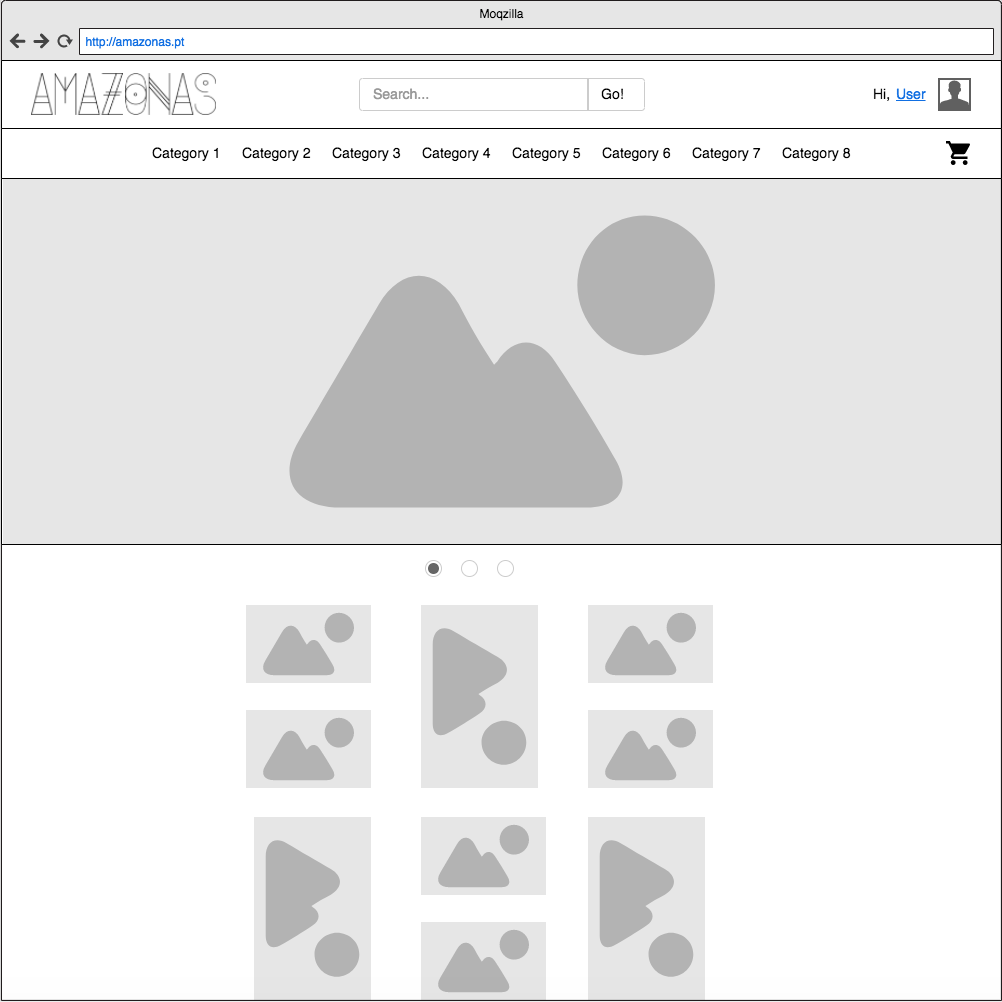 Moqzilla
http://amazonas.pt
AMAZONAS
Search...
Go!
Hi, User
Category 1
Category 2
Category 3
Category 4
Category 5
Category 6
Category 7
Category 8